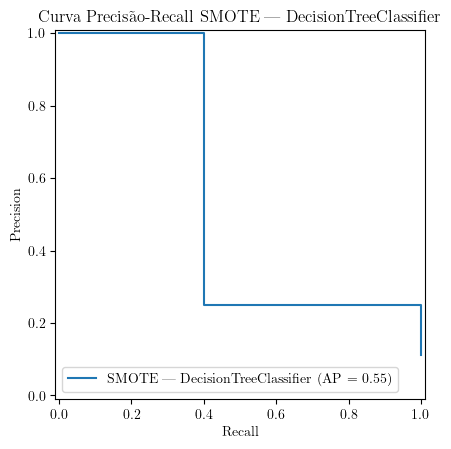 Curva Precisão-Recall SMOTE — DecisionTreeClassifier
1.0
0.8
0.6
0.4
0.2
0.0
Precision
SMOTE — DecisionTreeClassifier (AP = 0.55)
0.0 0.2 0.4 0.6 0.8 1.0
Recall